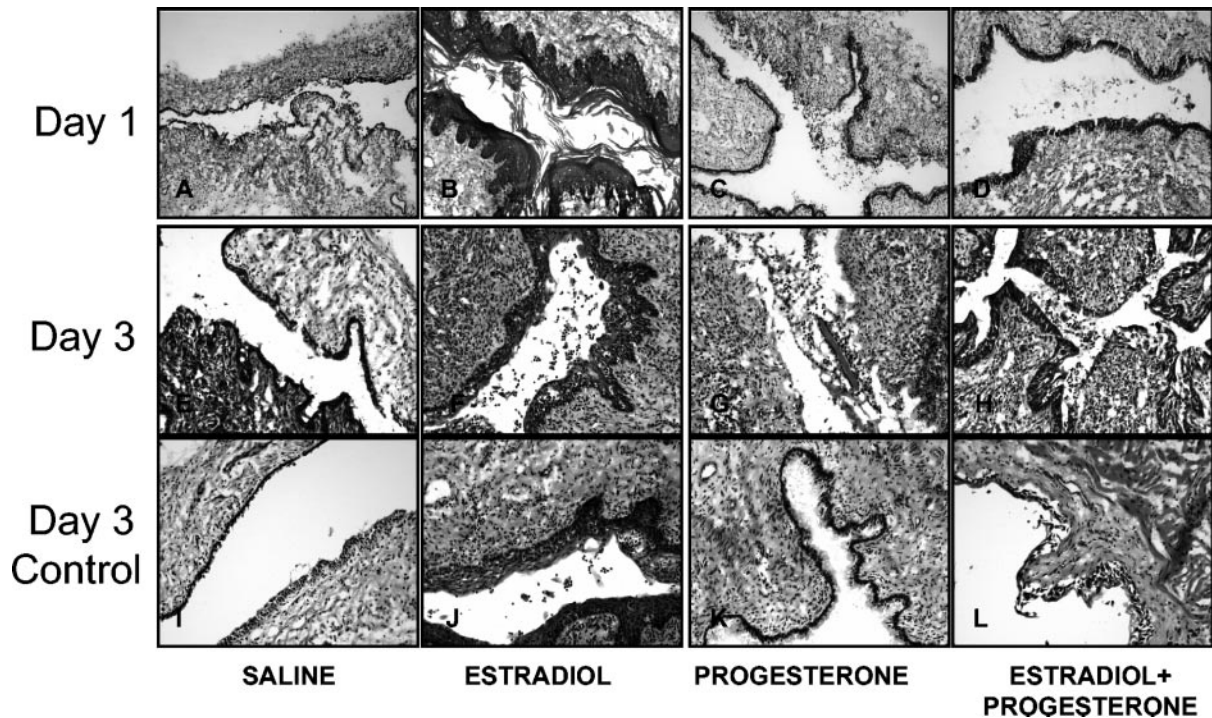 Day 1
A
B
C
D
Day 3
E
F
G
H
Day 3
Control
I
J
K
L
SALINE
ESTRADIOL
PROGESTERONE
ESTRADIOL+
PROGESTERONE